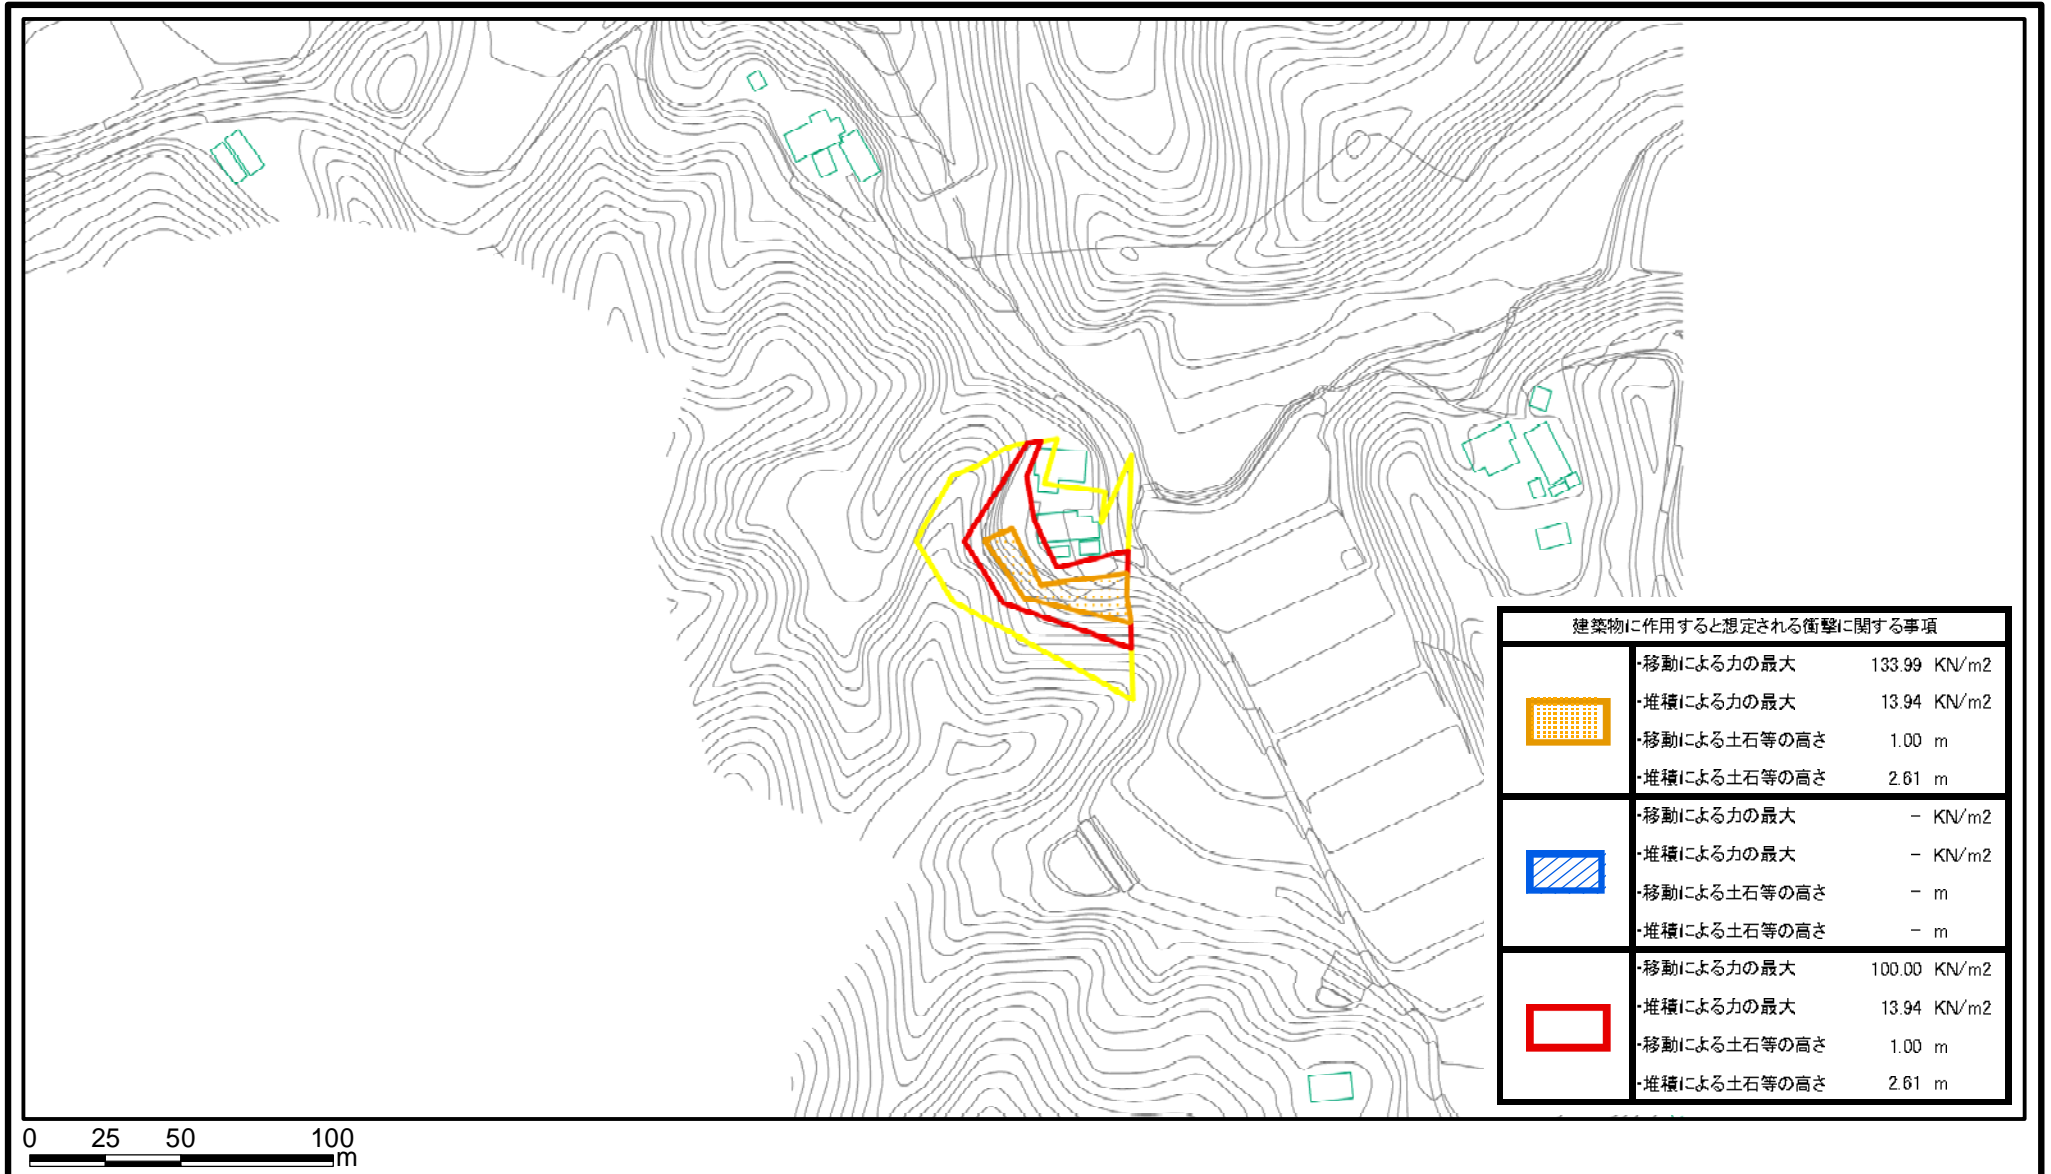 建築物に作用すると想定される衝撃に関する事項
・移動による力の最大 133.99 KN/m2
・堆積による力の最大 13.94 KN/m2
・移動による土石等の高さ 1.00 m
・堆積による土石等の高さ 2.61 m
・移動による力の最大 − KN/m2
・堆積による力の最大 − KN/m2
・移動による土石等の高さ − m
・堆積による土石等の高さ − m
・移動による力の最大 100.00 KN/m2
・堆積による力の最大 13.94 KN/m2
・移動による土石等の高さ 1.00 m
・堆積による土石等の高さ 2.61 m
0 25 50 100
m